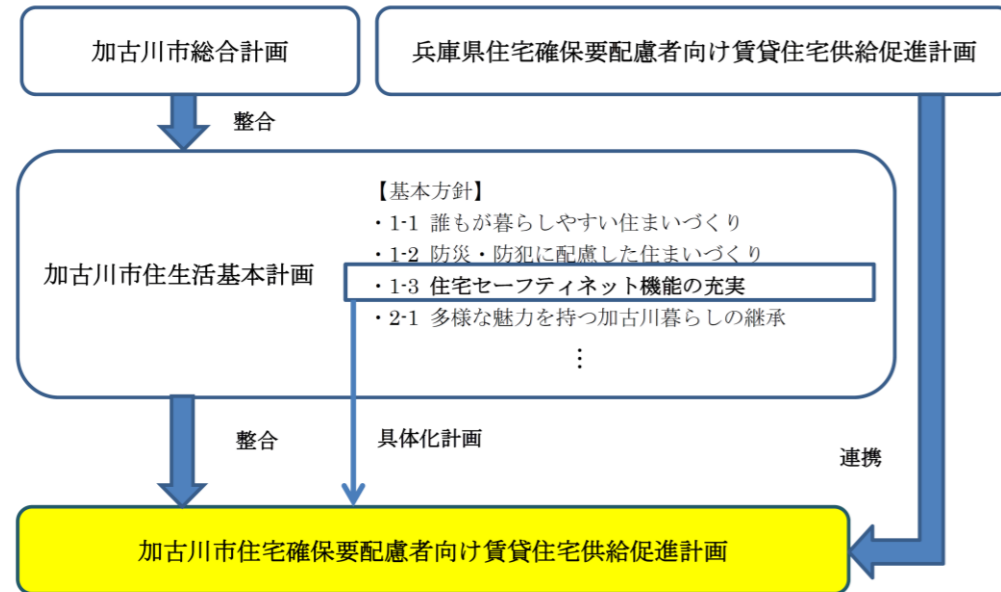 加古川市総合計画
兵庫県住宅確保要配慮者向け賃貸住宅供給促進計画
整合
加古川市住生活基本計画
【基本方針】
・1-1 誰もが暮らしやすい住まいづくり
・1-2 防災・防犯に配慮した住まいづくり
・1-3 住宅セーフティネット機能の充実
・2-1 多様な魅力を持つ加古川暮らしの継承
⋮
整合
具体化計画
連携
加古川市住宅確保要配慮者向け賃貸住宅供給促進計画